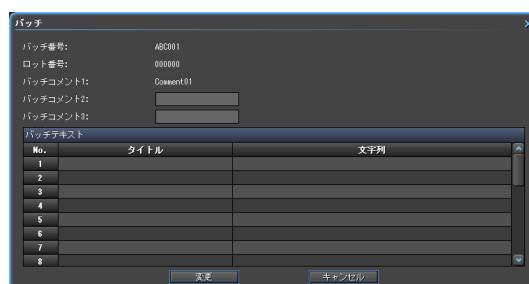 バッチ
バッチ番号: ABC001
ロット番号: 000000
バッチコメント1: Comment01
バッチコメント2:
バッチコメント3:
バッチテキスト
No. タイトル 文字列
1
2
3
4
5
6
7
8
変更 キャンセル